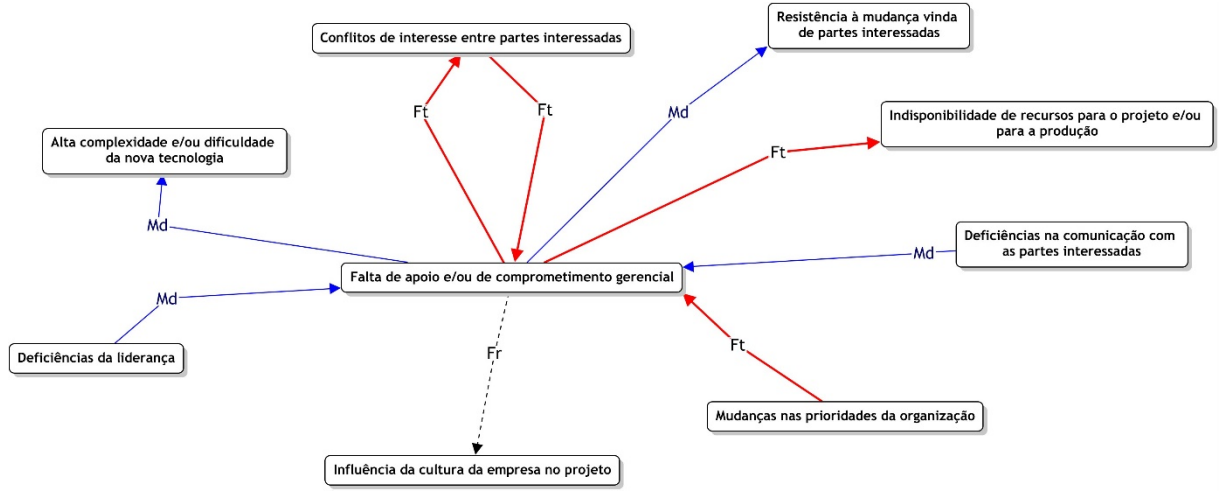 Resistência à mudança vinda
de partes interessadas
Conflitos de interesse entre partes interessadas
Ft
Ft
Md
Indisponibilidade de recursos para o projeto e/ou
para a produção
Ft
Alta complexidade e/ou dificuldade
da nova tecnologia
Md
Deficiências na comunicação com
as partes interessadas
Md
Falta de apoio e/ou de comprometimento gerencial
Md
Deficiências da liderança
Fr
Ft
Mudanças nas prioridades da organização
Influência da cultura da empresa no projeto